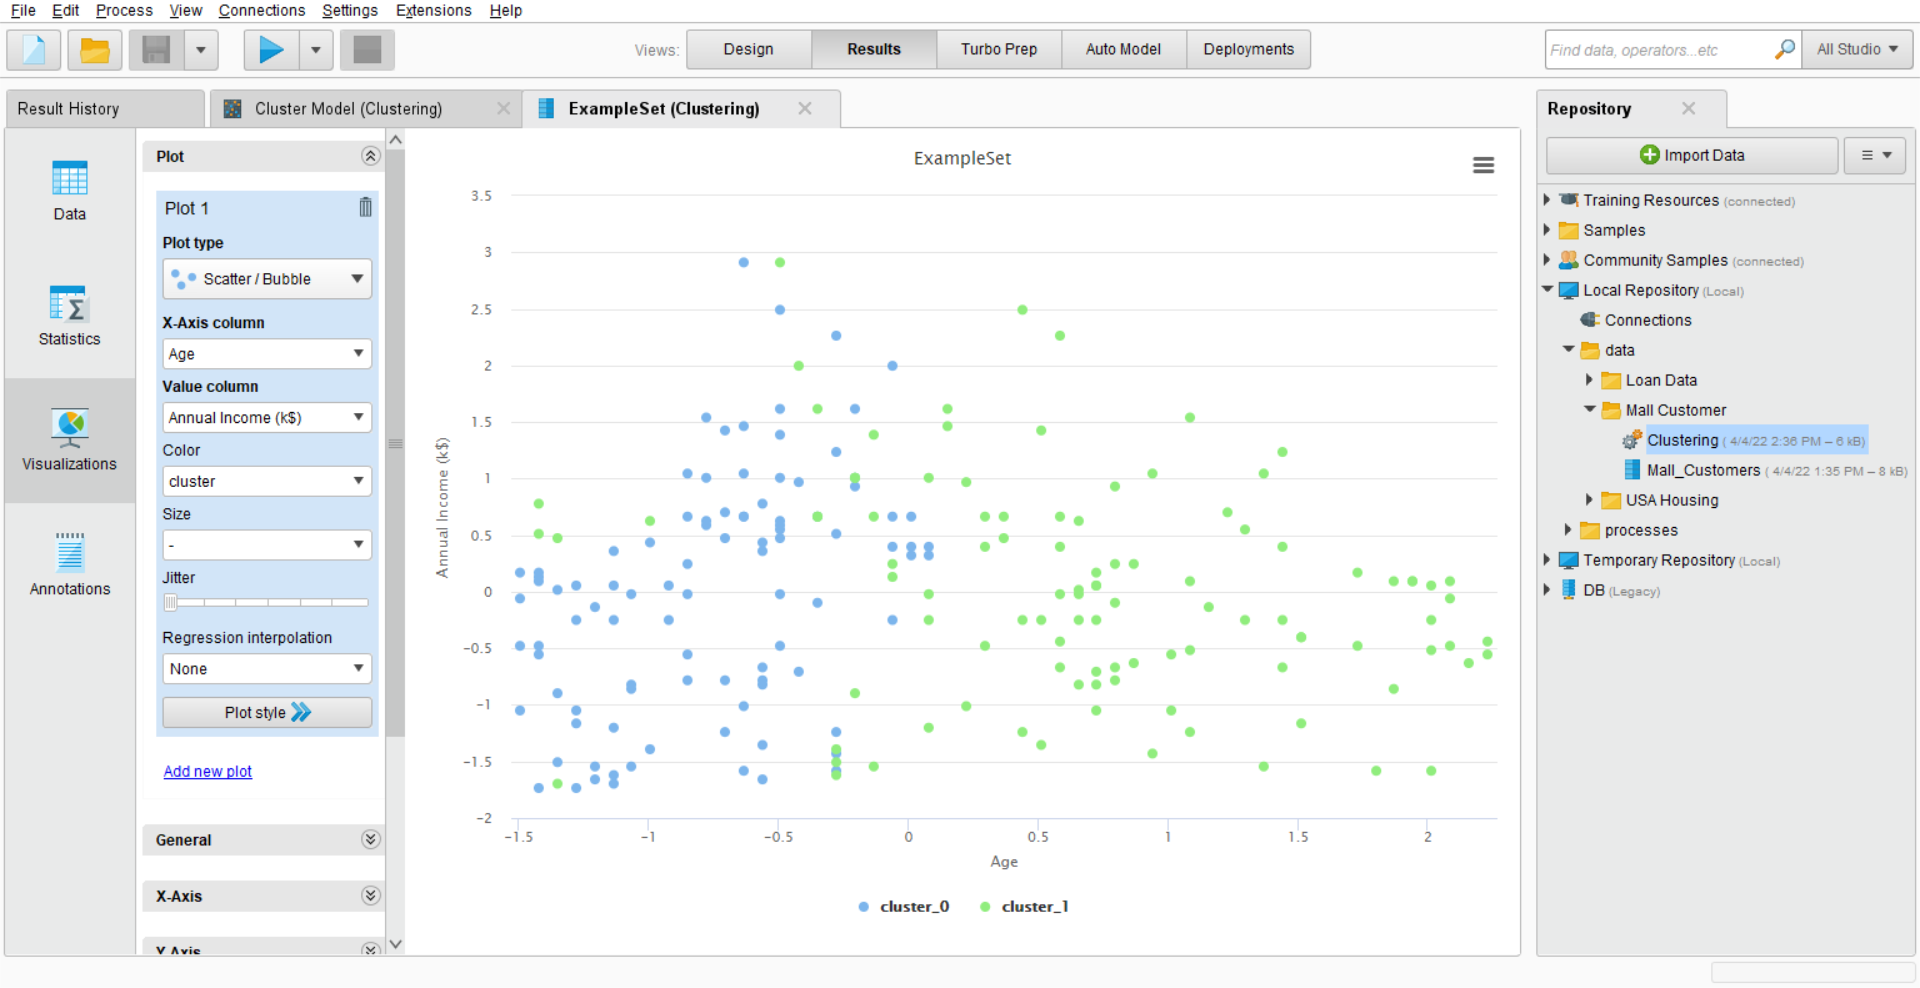 File Edit Process View Connections Settings Extensions Help
Views: Design Results Turbo Prep Auto Model Deployments
Find data, operators...etc
All Studio
Result History
Cluster Model (Clustering)
ExampleSet (Clustering)
Data
Statistics
Visualizations
Annotations
Plot
Plot 1
Plot type
Scatter / Bubble
X-Axis column
Age
Value column
Annual Income (k$)
Color
cluster
Size
-
Jitter
Regression interpolation
None
Plot style
Add new plot
General
X-Axis
Y Axis
ExampleSet
3.5
3
2.5
2
1.5
1
0.5
0
−0.5
−1
−1.5
−2
Annual Income (k$)
−1.5 −1 −0.5 0 0.5 1 1.5 2
Age
cluster_0 cluster_1
Repository
Import Data
Training Resources (connected)
Samples
Community Samples (connected)
Local Repository (Local)
Connections
data
Loan Data
Mall Customer
Clustering ( 4/4/22 2:36 PM – 6 kB)
Mall_Customers ( 4/4/22 1:35 PM – 8 kB)
USA Housing
processes
Temporary Repository (Local)
DB (Legacy)